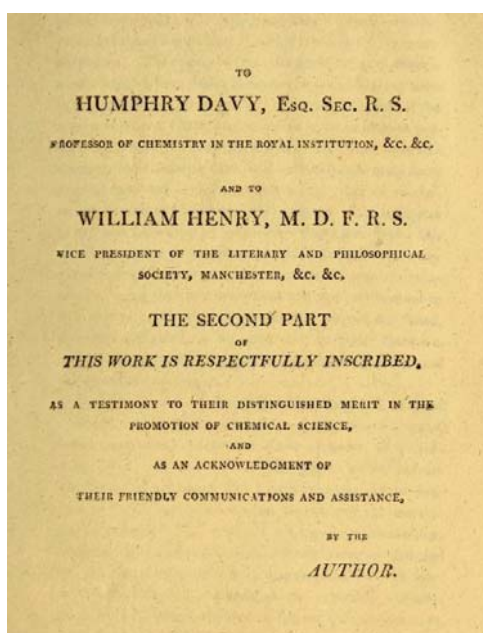 TO
HUMPHRY DAVY, Esq. Sec. R. S.
PROFESSOR OF CHEMISTRY IN THE ROYAL INSTITUTION, &c. &c.
AND TO
WILLIAM HENRY, M. D. F. R. S.
VICE PRESIDENT OF THE LITERARY AND PHILOSOPHICAL
SOCIETY, MANCHESTER, &c. &c.
THE SECOND PART
OF
THIS WORK IS RESPECTFULLY INSCRIBED,
AS A TESTIMONY TO THEIR DISTINGUISHED MERIT IN THE
PROMOTION OF CHEMICAL SCIENCE,
AND
AS AN ACKNOWLEDGMENT OF
THEIR FRIENDLY COMMUNICATIONS AND ASSISTANCE,
BY THE
AUTHOR.